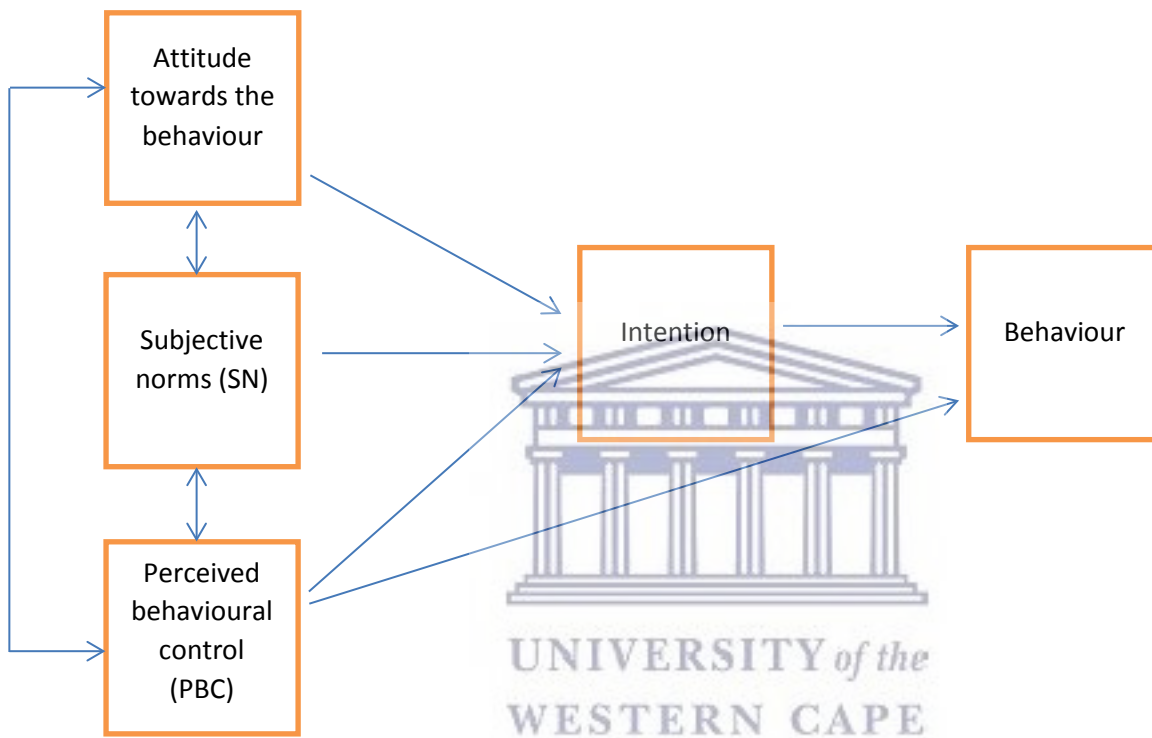 Attitude
towards the
behaviour
Subjective
norms (SN)
Perceived
behavioural
control
(PBC)
Intention
Behaviour
UNIVERSITY of the
WESTERN CAPE